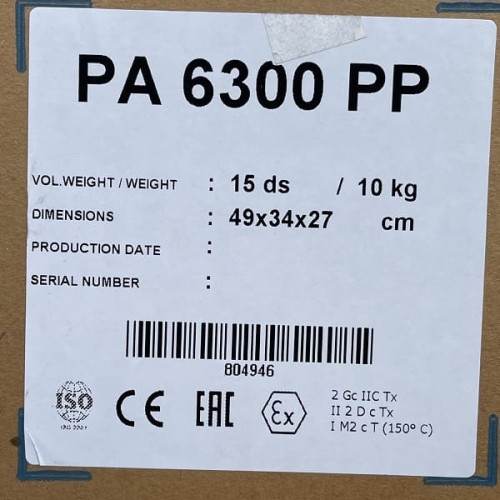 PA 6300 PP
VOL.WEIGHT / WEIGHT : 15 ds / 10 kg
DIMENSIONS : 49x34x27 cm
PRODUCTION DATE :
SERIAL NUMBER :
804946
ISO
CE EAC Ex
2 Gc IIC Tx
II 2 D c Tx
I M2 c T (150° C)